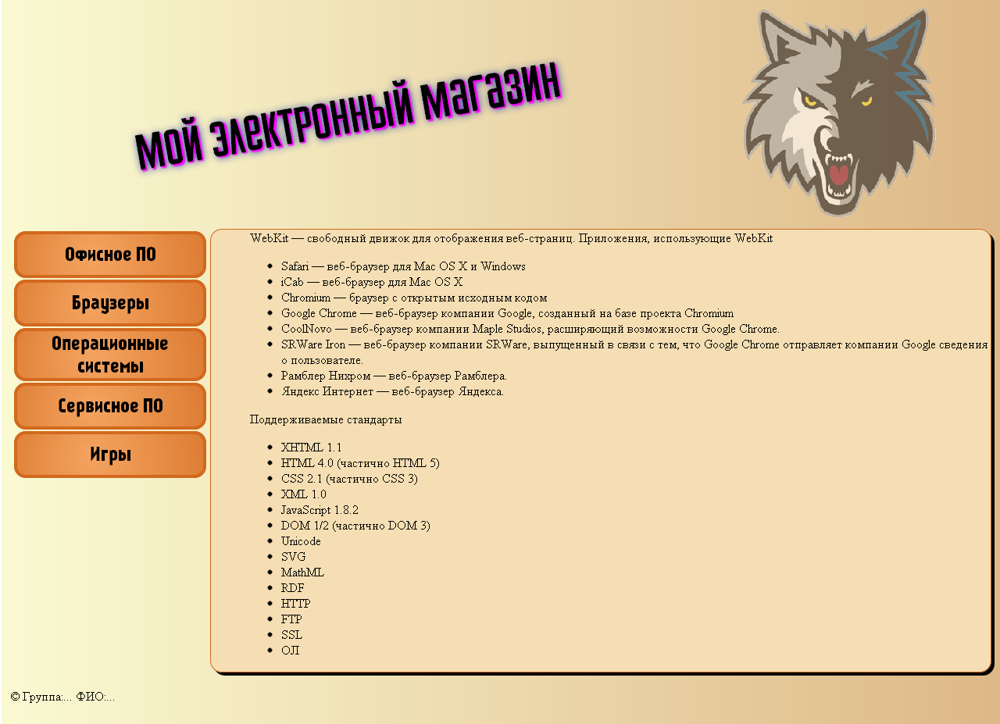 мой электронный магазин
Офисное ПО
Браузеры
Операционные
системы
Сервисное ПО
Игры
WebKit — свободный движок для отображения веб-страниц. Приложения, использующие WebKit
Safari — веб-браузер для Mac OS X и Windows
iCab — веб-браузер для Mac OS X
Chromium — браузер с открытым исходным кодом
Google Chrome — веб-браузер компании Google, созданный на базе проекта Chromium
CoolNovo — веб-браузер компании Maple Studios, расширяющий возможности Google Chrome.
SRWare Iron — веб-браузер компании SRWare, выпущенный в связи с тем, что Google Chrome отправляет компании Google сведения
о пользователе.
Рамблер Нихром — веб-браузер Рамблера.
Яндекс Интернет — веб-браузер Яндекса.
Поддерживаемые стандарты
XHTML 1.1
HTML 4.0 (частично HTML 5)
CSS 2.1 (частично CSS 3)
XML 1.0
JavaScript 1.8.2
DOM 1/2 (частично DOM 3)
Unicode
SVG
MathML
RDF
HTTP
FTP
SSL
ОЛ
© Группа:... ФИО:...